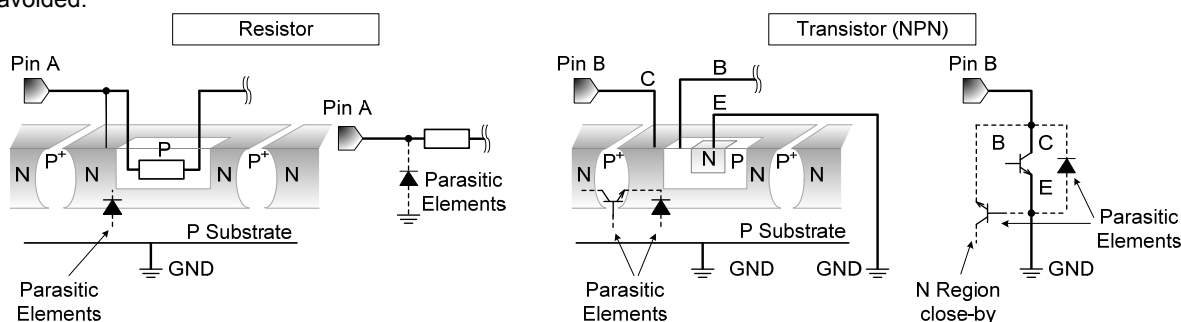 avoided.
Resistor
Transistor (NPN)
Pin A
Pin A
N
P+
N
P
N
P+
N
Parasitic
Elements
P Substrate
GND
Parasitic
Elements
Pin B
C
B
E
N
P+
N
N
P
N
P+
N
P Substrate
GND
GND
Parasitic
Elements
Pin B
B
C
E
Parasitic
Elements
GND
N Region
close-by